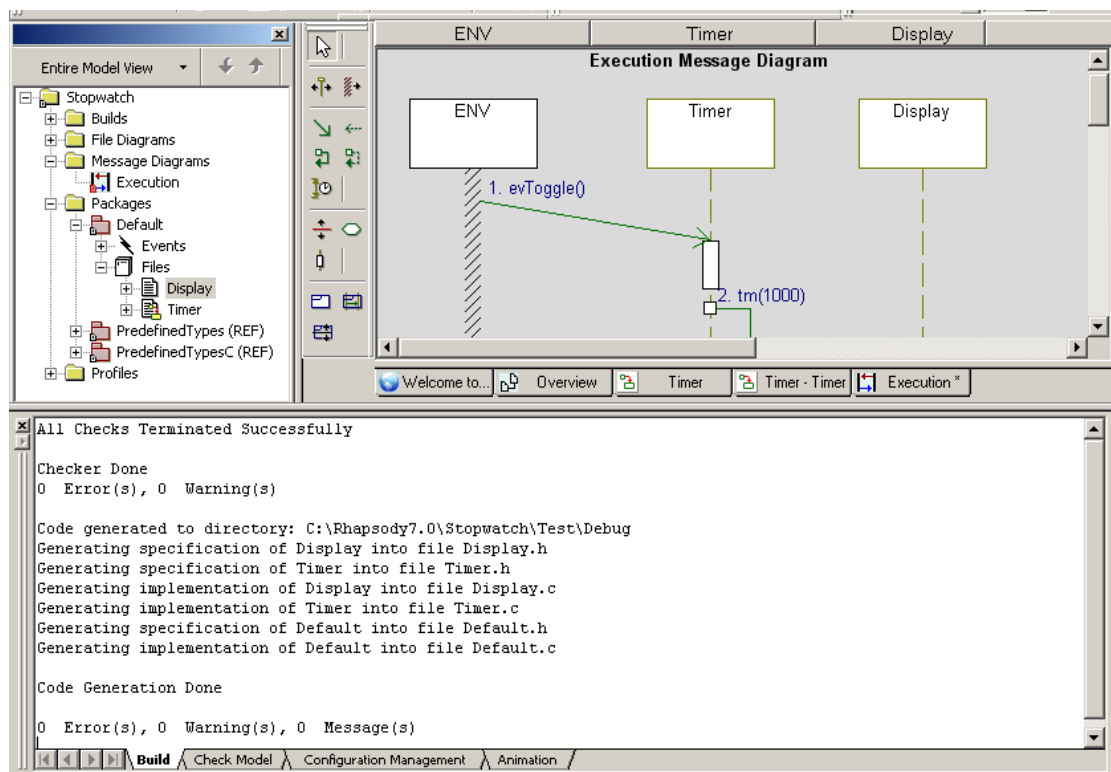 Entire Model View
Stopwatch
Builds
File Diagrams
Message Diagrams
Execution
Packages
Default
Events
Files
Display
Timer
PredefinedTypes (REF)
PredefinedTypesC (REF)
Profiles
ENV Timer Display
Execution Message Diagram
ENV Timer Display
1. evToggle()
2. tm(1000)
Welcome to... Overview Timer Timer - Timer Execution *
All Checks Terminated Successfully
Checker Done
0 Error(s), 0 Warning(s)
Code generated to directory: C:\Rhapsody7.0\Stopwatch\Test\Debug
Generating specification of Display into file Display.h
Generating specification of Timer into file Timer.h
Generating implementation of Display into file Display.c
Generating implementation of Timer into file Timer.c
Generating specification of Default into file Default.h
Generating implementation of Default into file Default.c
Code Generation Done
0 Error(s), 0 Warning(s), 0 Message(s)
Build Check Model Configuration Management Animation